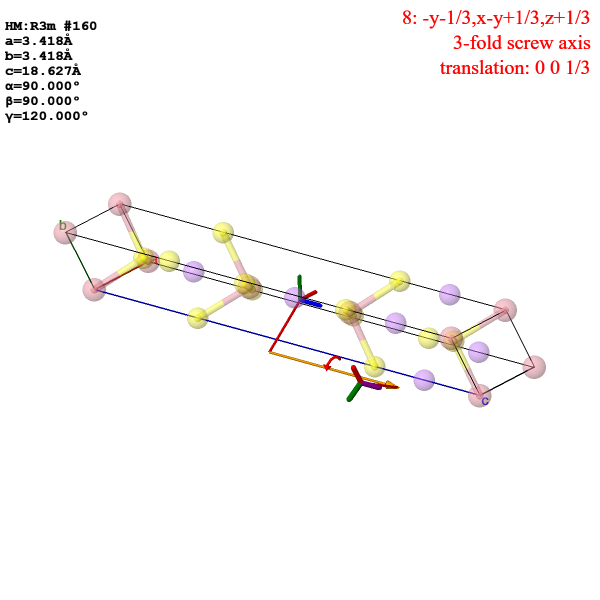 HM:R3m #160
a=3.418Å
b=3.418Å
c=18.627Å
α=90.000°
β=90.000°
γ=120.000°
8: -y-1/3,x-y+1/3,z+1/3
3-fold screw axis
translation: 0 0 1/3
b
c